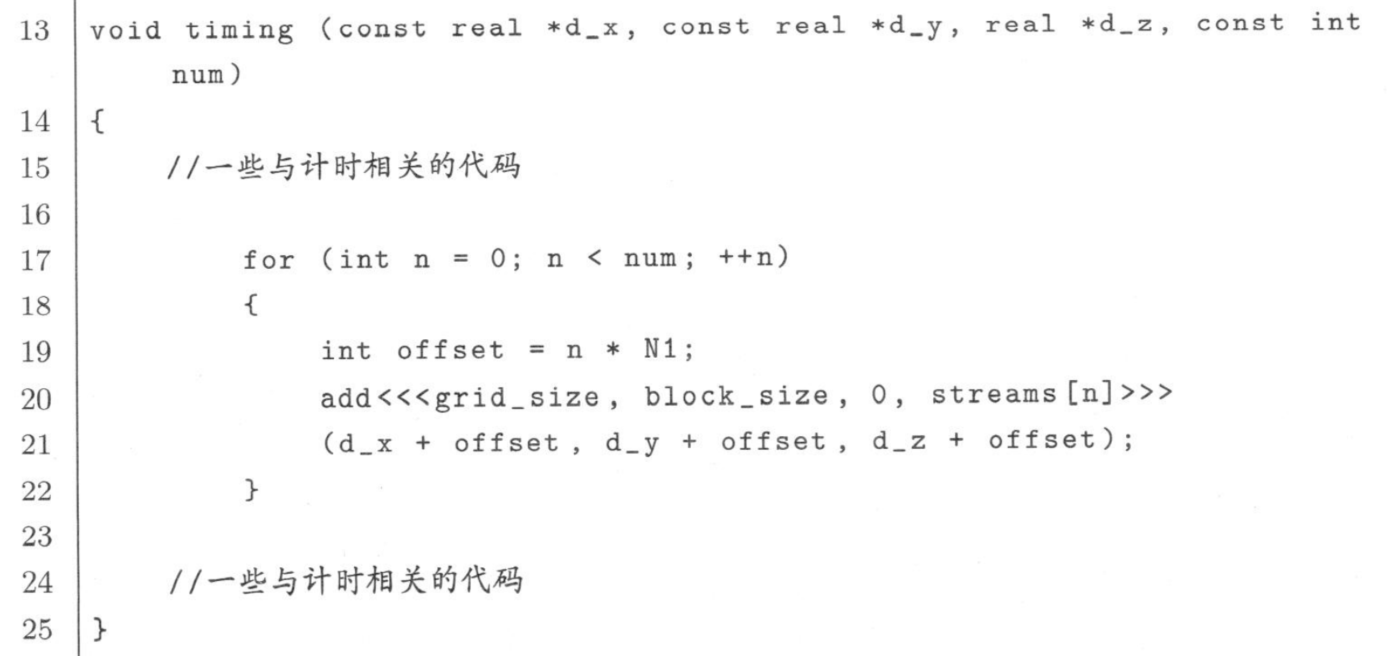 13 void timing (const real *d_x, const real *d_y, real *d_z, const int
num)
14 {
15 //一些与计时相关的代码
16
17 for (int n = 0; n < num; ++n)
18 {
19 int offset = n * N1;
20 add<<<grid_size, block_size, 0, streams[n]>>>
21 (d_x + offset, d_y + offset, d_z + offset);
22 }
23
24 //一些与计时相关的代码
25 }